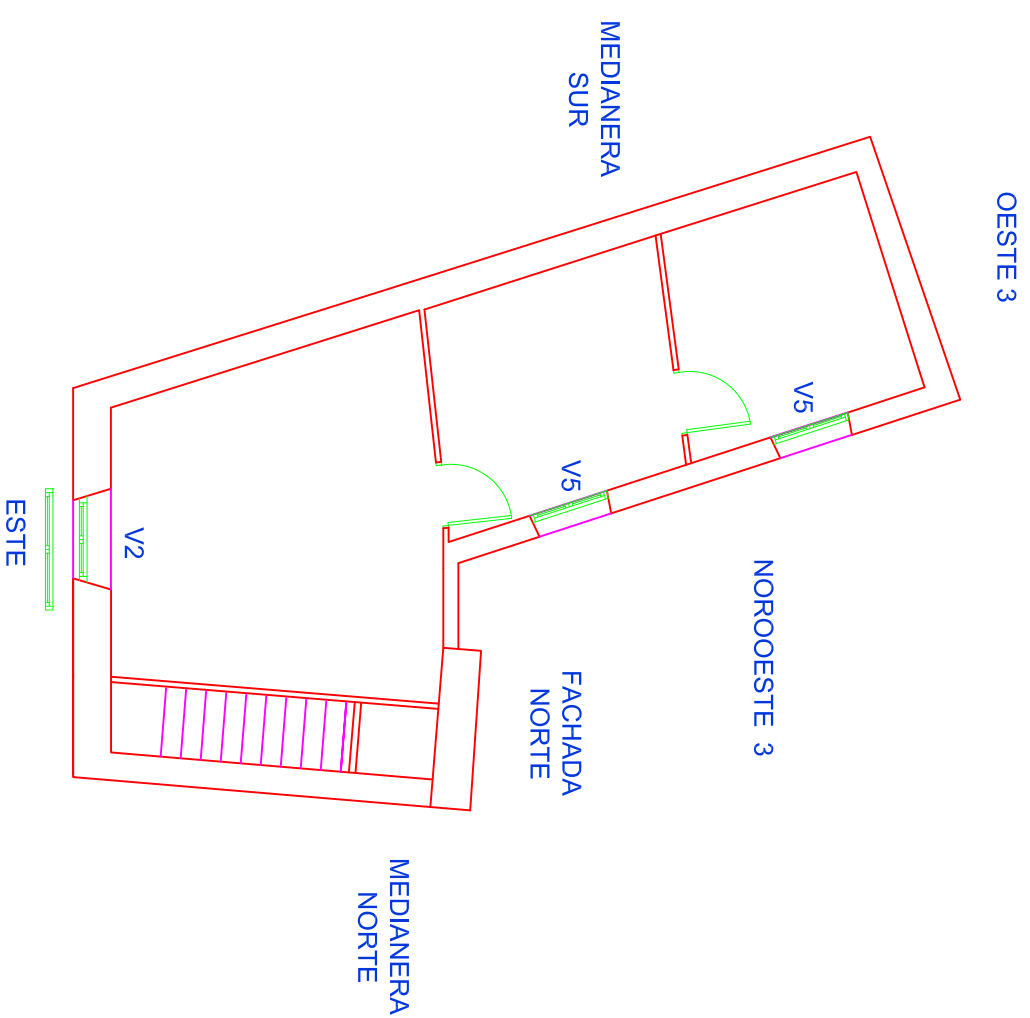 MEDIANERA
SUR
OESTE 3
V5
V5
V2
ESTE
NOROOESTE 3
FACHADA
NORTE
MEDIANERA
NORTE